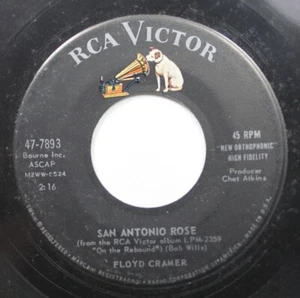 RCA VICTOR
47-7893
Bourne Inc.
ASCAP
M2WW-0524
2:16
45 RPM
"NEW ORTHOPHONIC"
HIGH FIDELITY
Producer
Chet Atkins
SAN ANTONIO ROSE
(from the RCA Victor album LPM-2359
"On the Rebound") (Bob Wills)
FLOYD CRAMER